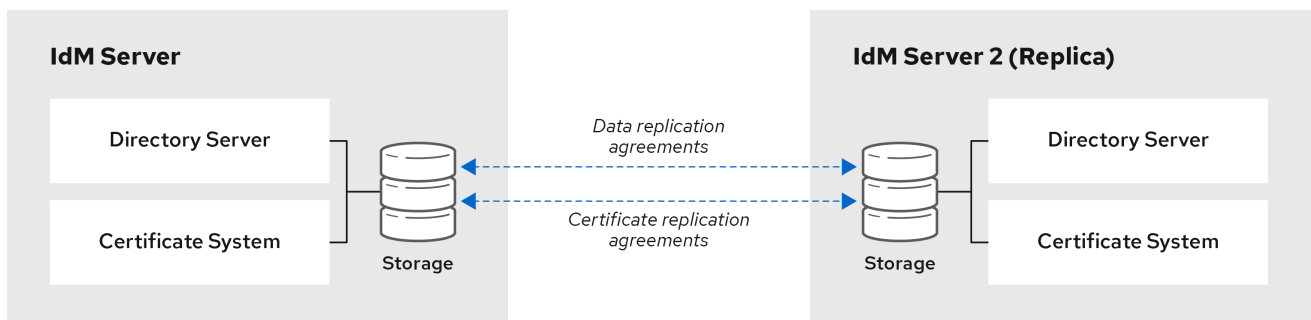 IdM Server
Directory Server
Certificate System
Storage
Data replication
agreements
Certificate replication
agreements
IdM Server 2 (Replica)
Storage
Directory Server
Certificate System